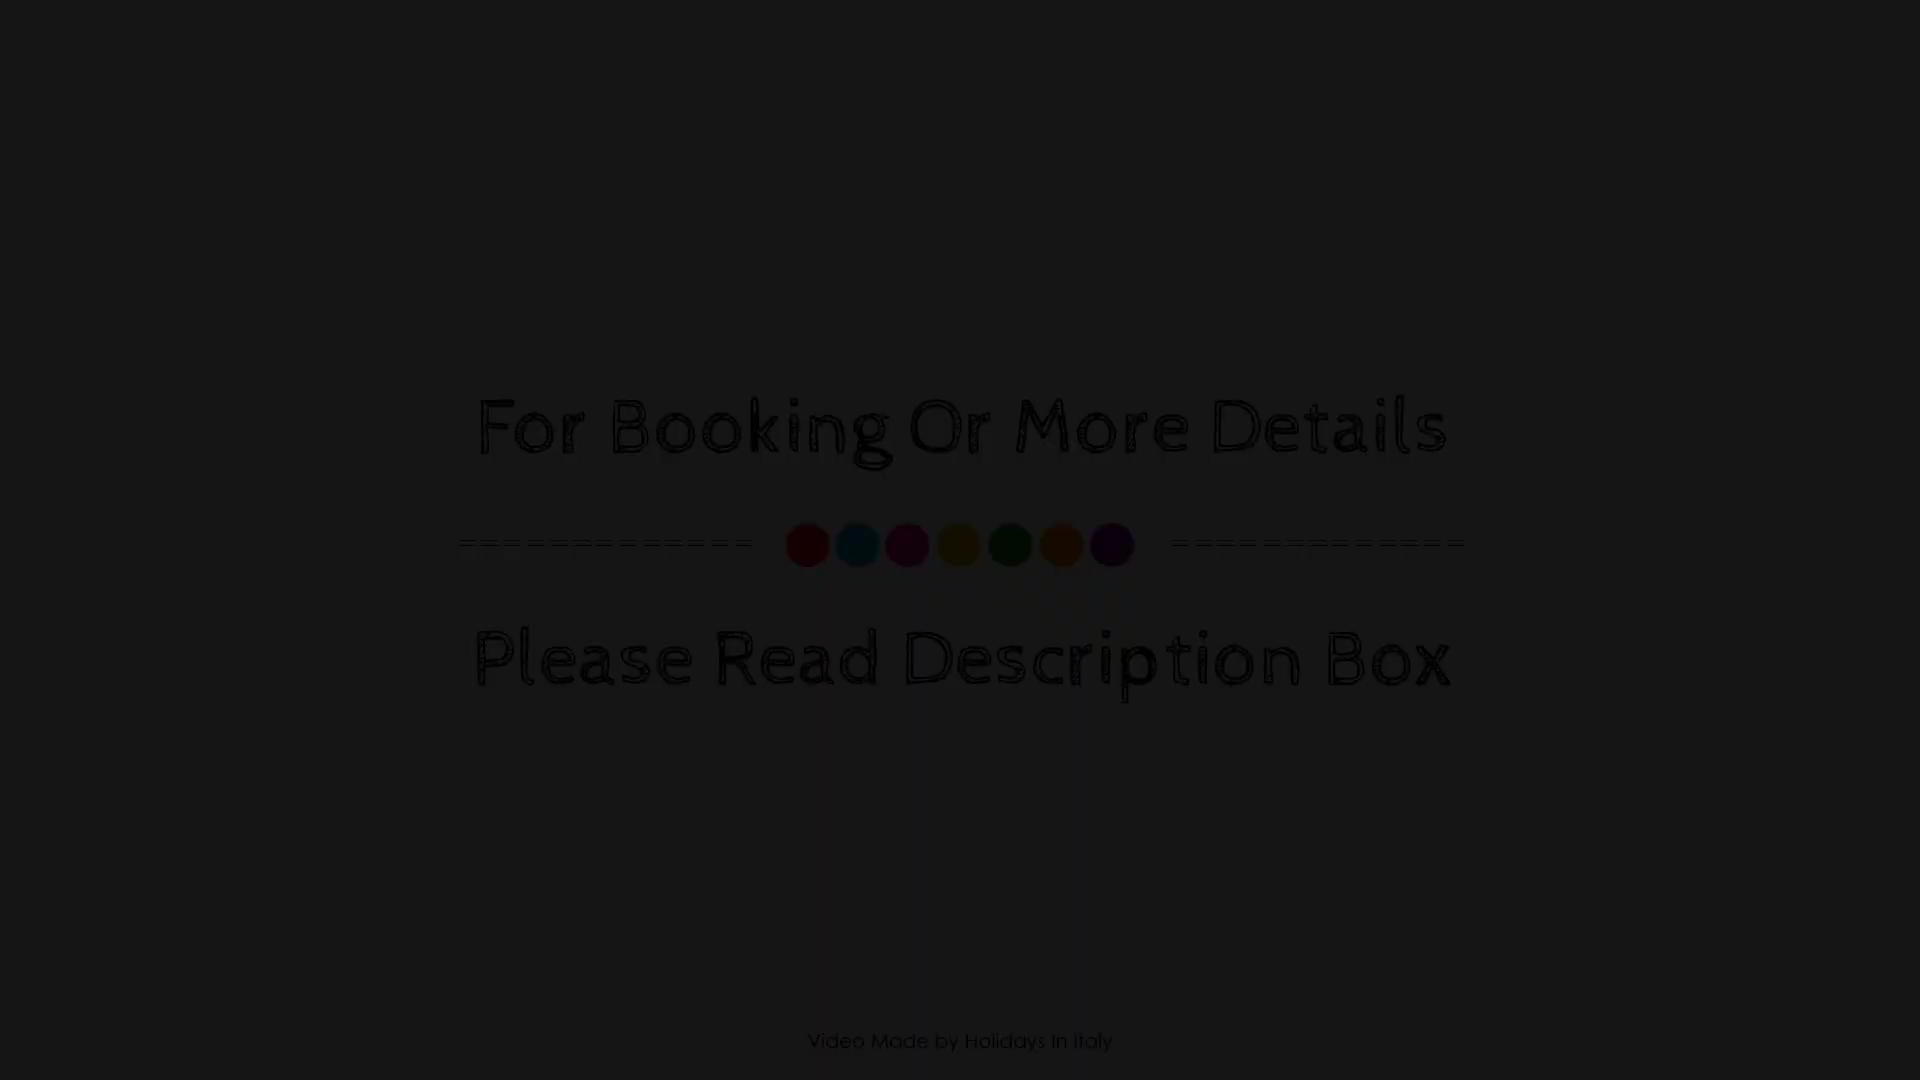 For Booking Or More Details
============= =============
Please Read Description Box
Video Made by Holidays In Italy